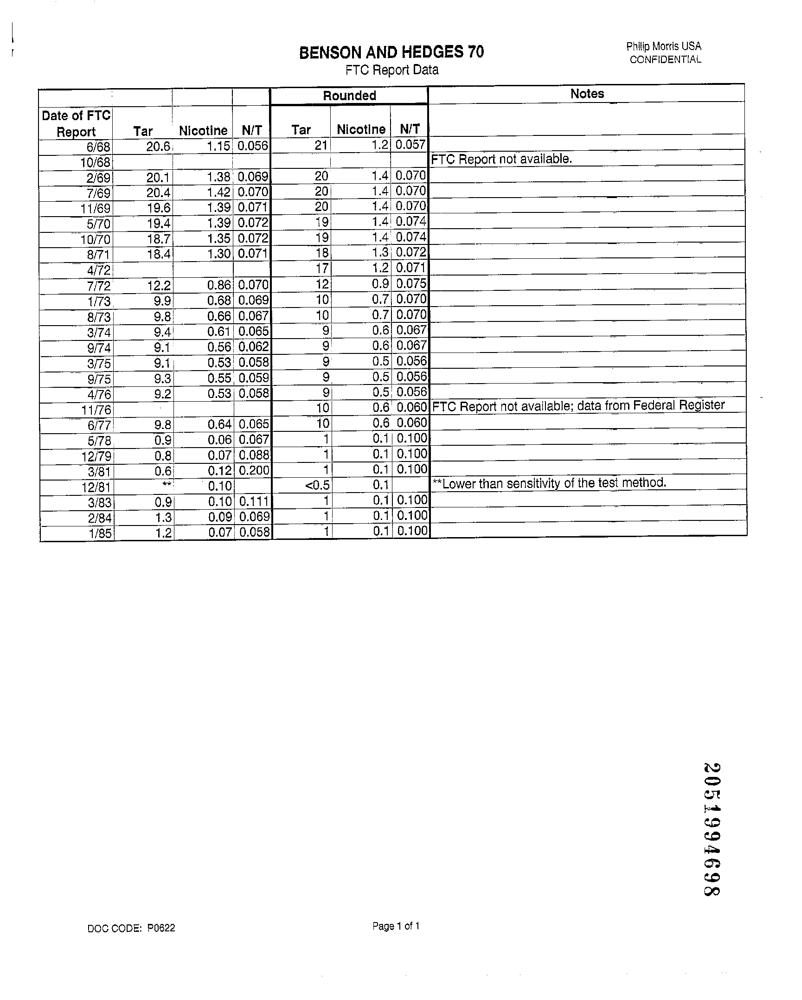 BENSON AND HEDGES 70
FTC Report Data
Philip Morris USA
CONFIDENTIAL
Rounded Notes
Date of FTC
Report Tar Nicotine N/T Tar Nicotine N/T
6/68 20.6 1.15 0.056 21 1.2 0.057
10/68 FTC Report not available.
2/69 20.1 1.38 0.069 20 1.4 0.070
7/69 20.4 1.42 0.070 20 1.4 0.070
11/69 19.6 1.39 0.071 20 1.4 0.070
5/70 19.4 1.39 0.072 19 1.4 0.074
10/70 18.7 1.35 0.072 19 1.4 0.074
8/71 18.4 1.30 0.071 18 1.3 0.072
4/72 17 1.2 0.071
7/72 12.2 0.86 0.070 12 0.9 0.075
1/73 9.9 0.68 0.069 10 0.7 0.070
8/73 9.8 0.66 0.067 10 0.7 0.070
3/74 9.4 0.61 0.065 9 0.6 0.067
9/74 9.1 0.56 0.062 9 0.6 0.067
3/75 9.1 0.53 0.058 9 0.5 0.056
9/75 9.3 0.55 0.059 9 0.5 0.056
4/76 9.2 0.53 0.058 9 0.5 0.056
11/76 10 0.6 0.060 FTC Report not available; data from Federal Register
6/77 9.8 0.64 0.065 10 0.6 0.060
5/78 0.9 0.06 0.067 1 0.1 0.100
12/79 0.8 0.07 0.088 1 0.1 0.100
3/81 0.6 0.12 0.200 1 0.1 0.100
12/81 ** 0.10 <0.5 0.1 **Lower than sensitivity of the test method.
3/83 0.9 0.10 0.111 1 0.1 0.100
2/84 1.3 0.09 0.069 1 0.1 0.100
1/85 1.2 0.07 0.058 1 0.1 0.100
2051994698
DOC CODE: P0622 Page 1 of 1